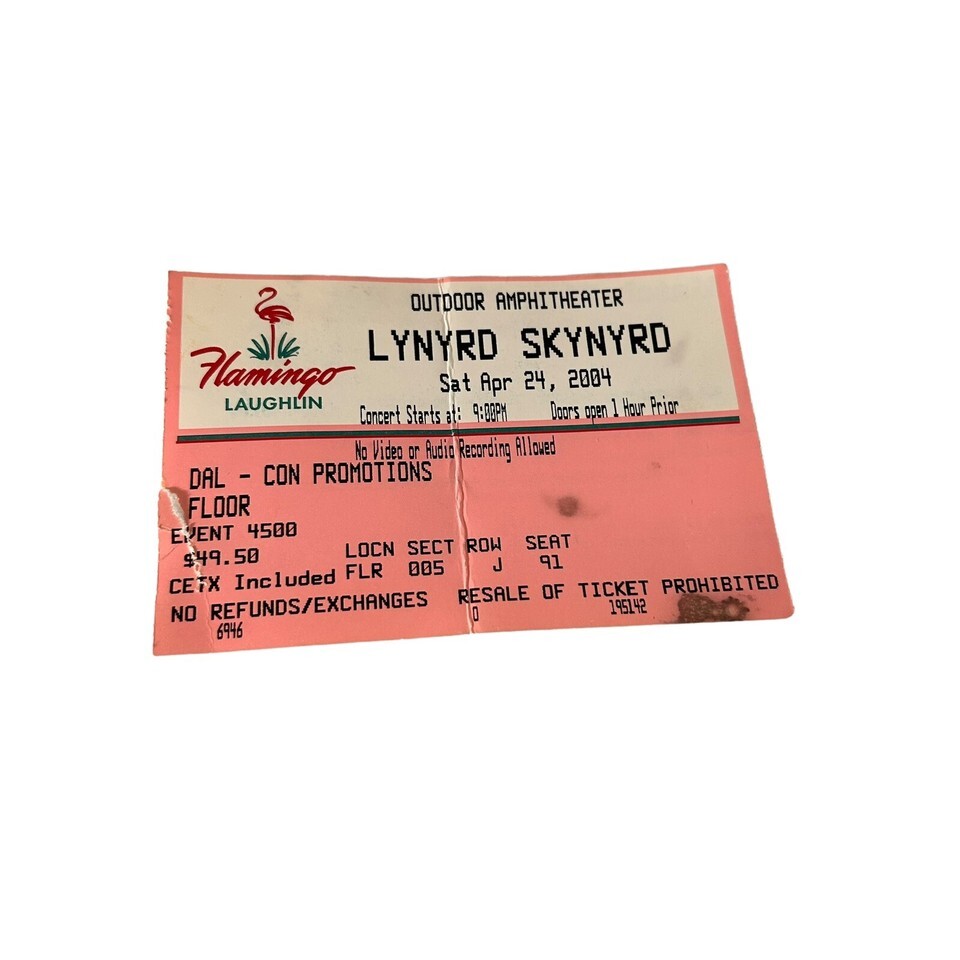 Flamingo
LAUGHLIN
OUTDOOR AMPHITHEATER
LYNYRD SKYNYRD
Sat Apr 24, 2004
Concert Starts at: 9:00PM Doors open 1 Hour Prior
No Video or Audio Recording Allowed
DAL - CON PROMOTIONS
FLOOR
EVENT 4500
$49.50
CETX Included
LOCN SECT ROW SEAT
FLR 005 J 91
NO REFUNDS/EXCHANGES RESALE OF TICKET PROHIBITED
6946 0 195142